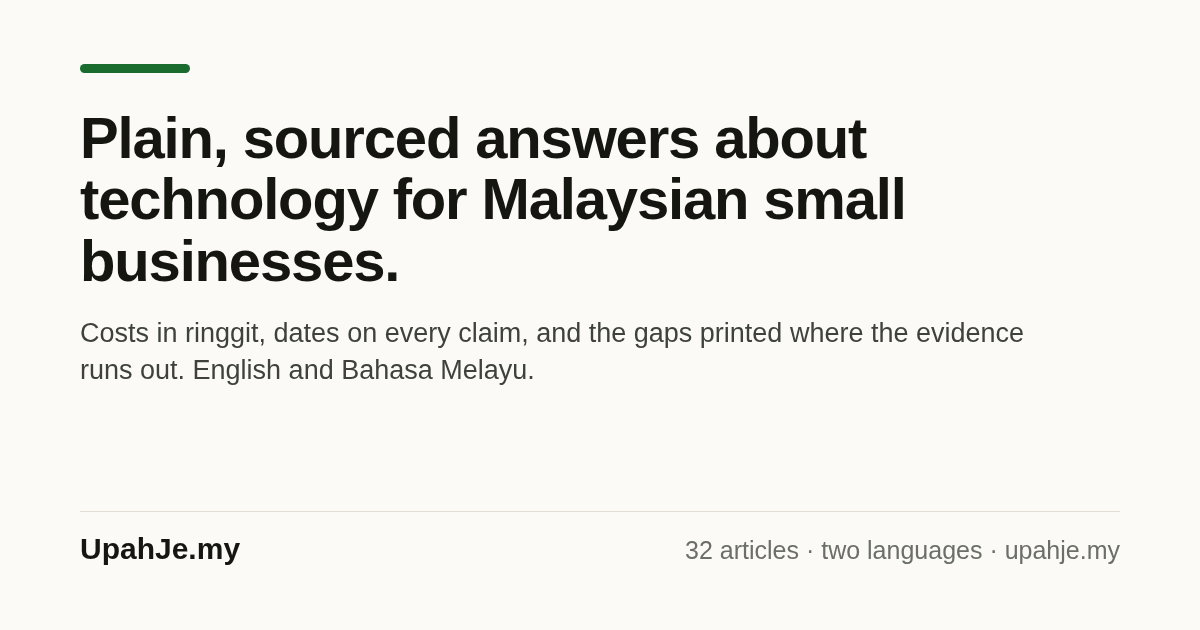 Plain, sourced answers about
technology for Malaysian small
businesses.
Costs in ringgit, dates on every claim, and the gaps printed where the evidence
runs out. English and Bahasa Melayu.
UpahJe.my
32 articles · two languages · upahje.my